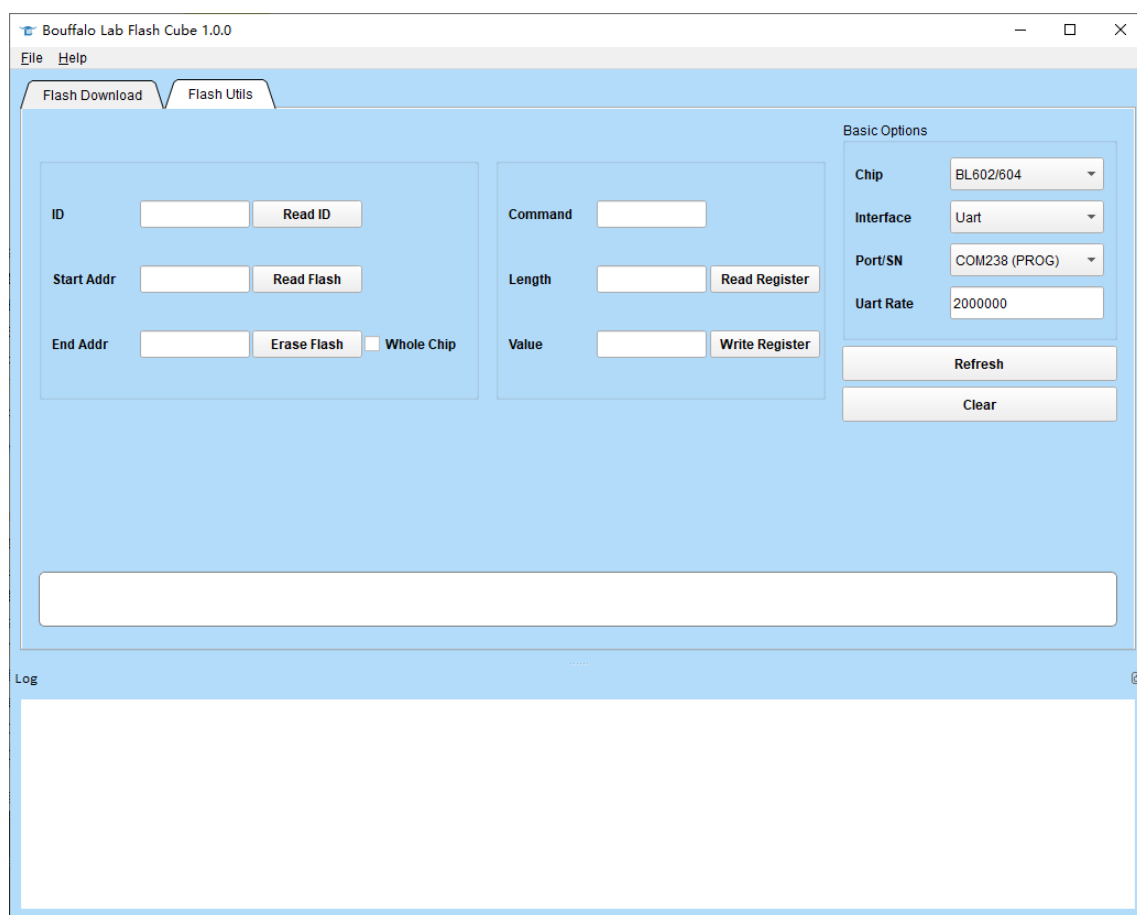 Bouffalo Lab Flash Cube 1.0.0
File Help
Flash Download Flash Utils
Basic Options
Chip BL602/604
ID Read ID Command Interface Uart
Port/SN COM238 (PROG)
Start Addr Read Flash Length Read Register
Uart Rate 2000000
End Addr Erase Flash Whole Chip Value Write Register
Refresh
Clear
Log